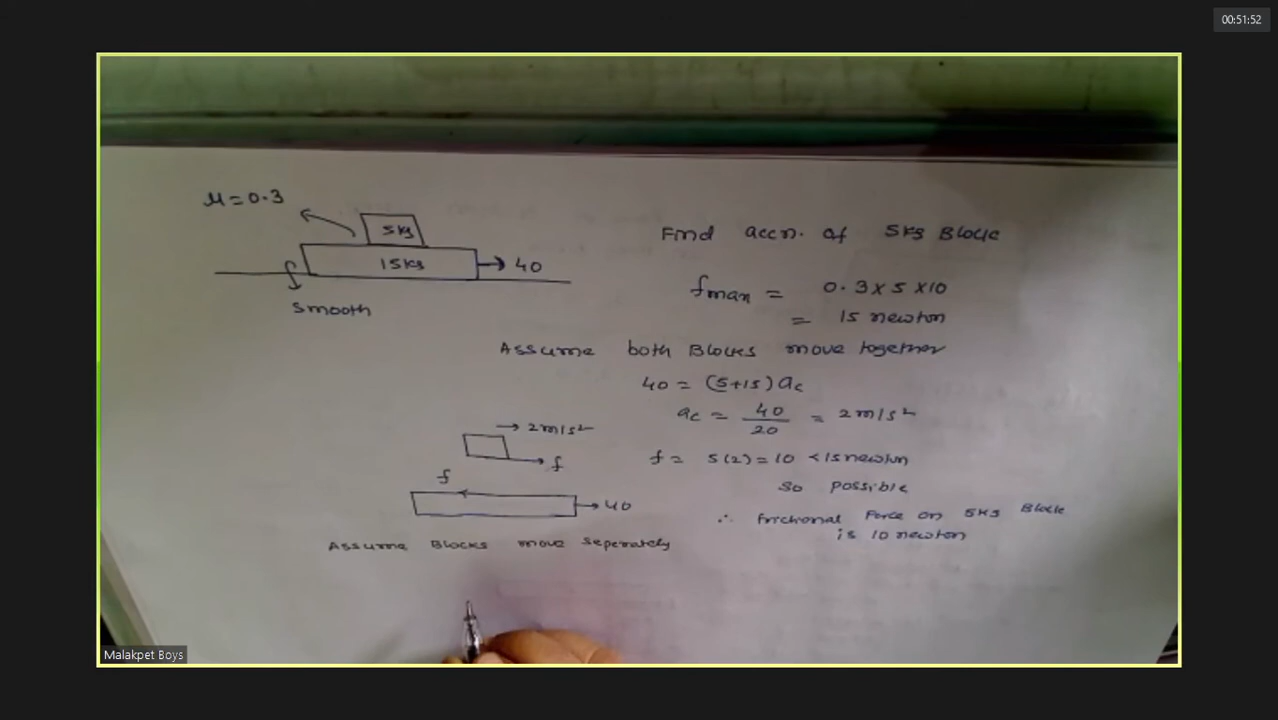 00:51:52
μ = 0.3
5kg
15kg
40
smooth
Find accn. of 5kg Block
fmax = 0.3 x 5 x 10
= 15 newton
Assume both Blocks move together
40 = (5+15) ac
ac = 40/20 = 2 m/s²
2 m/s²
f
f = 5(2) = 10 < 15 newton
f
so possible
40
∴ frictional Force on 5kg Block
is 10 newton
Assume Blocks move seperately
Malakpet Boys